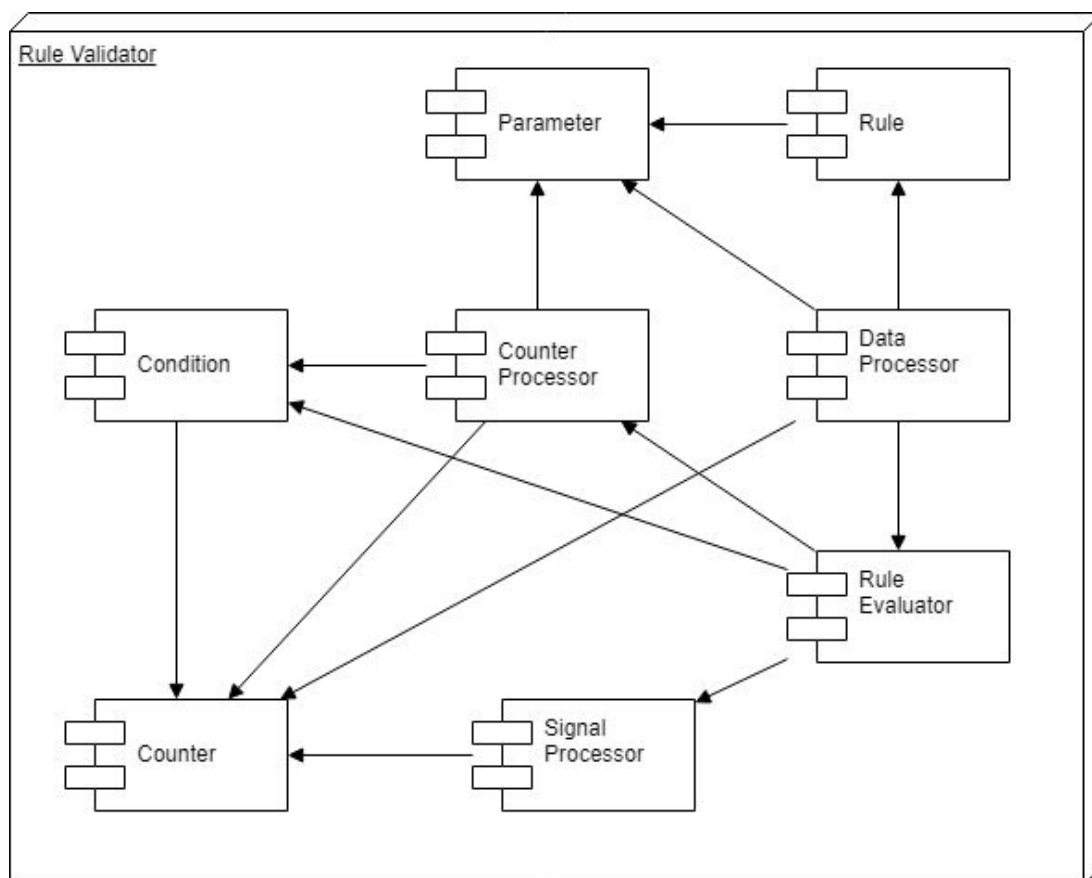 Rule Validator
Parameter
Rule
Condition
Counter
Processor
Data
Processor
Rule
Evaluator
Counter
Signal
Processor